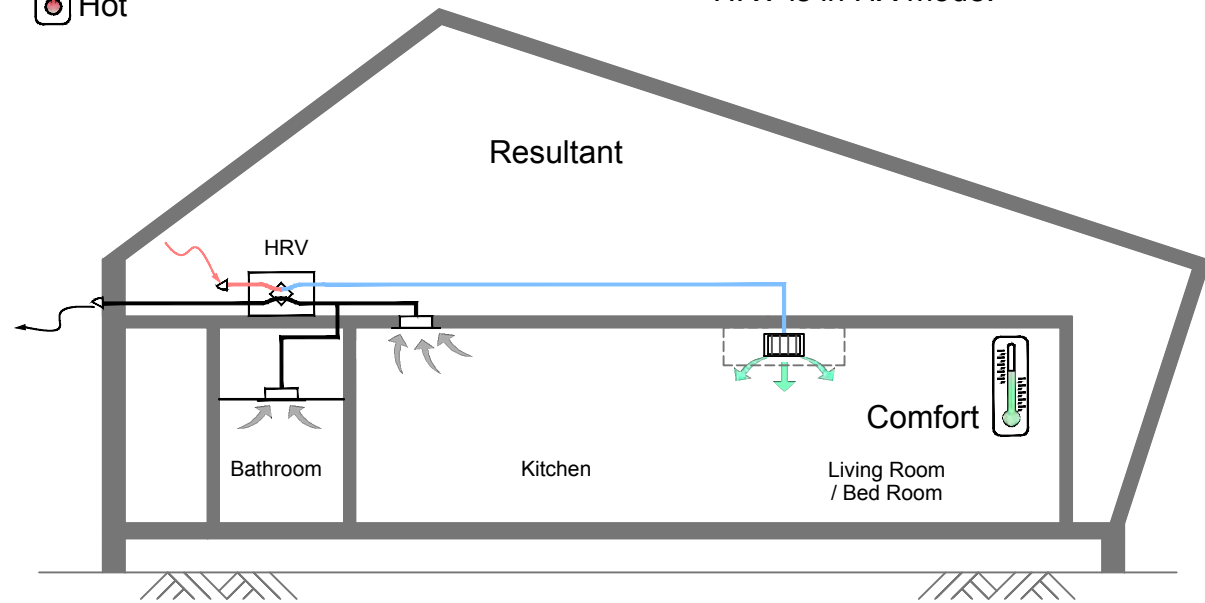 Hot
Resultant
HRV
Comfort
Bathroom
Kitchen
Living Room
/ Bed Room